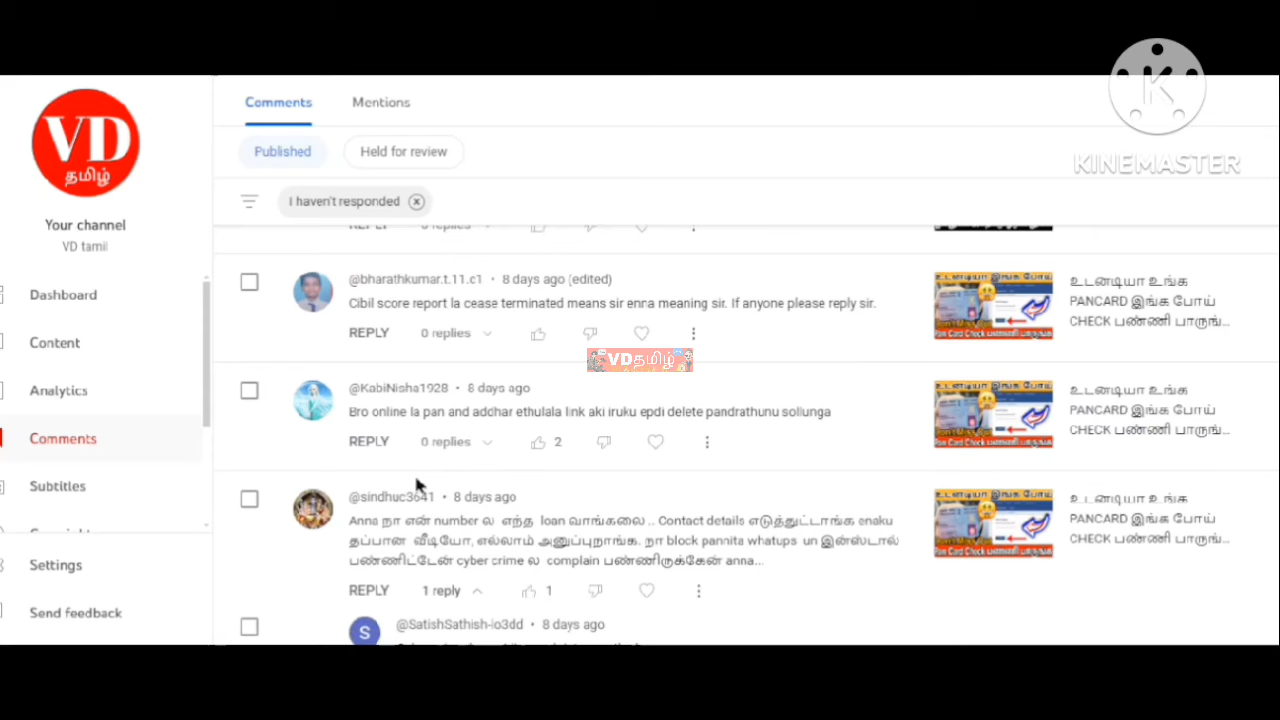 VD
தமிழ்
Your channel
VD tamil
Dashboard
Content
Analytics
Comments
Subtitles
Settings
Send feedback
Comments
Mentions
Published
Held for review
I haven't responded
REPLY
0 replies
@bharathkumar.t.11.c1 • 8 days ago (edited)
Cibil score report la cease terminated means sir enna meaning sir. If anyone please reply sir.
REPLY
0 replies
உடனடியா உங்க
PANCARD இங்க போய்
CHECK பண்ணி பாருங்...
VDதமிழ்
@KabiNisha1928 • 8 days ago
Bro online la pan and addhar ethulala link aki iruku epdi delete pandrathunu sollunga
REPLY
0 replies
2
உடனடியா உங்க
PANCARD இங்க போய்
CHECK பண்ணி பாருங்...
@sindhuc3641 • 8 days ago
Anna நா என் number ல எந்த loan வாங்கலை .. Contact details எடுத்துட்டாங்க enaku
தப்பான வீடியோ, எல்லாம் அனுப்புறாங்க. நா block pannita whatups un இன்ஸ்டால்
பண்ணிட்டேன் cyber crime ல complain பண்ணிருக்கேன் anna...
REPLY
1 reply
1
உடனடியா உங்க
PANCARD இங்க போய்
CHECK பண்ணி பாருங்...
S
@SatishSathish-io3dd • 8 days ago
K
KINEMASTER